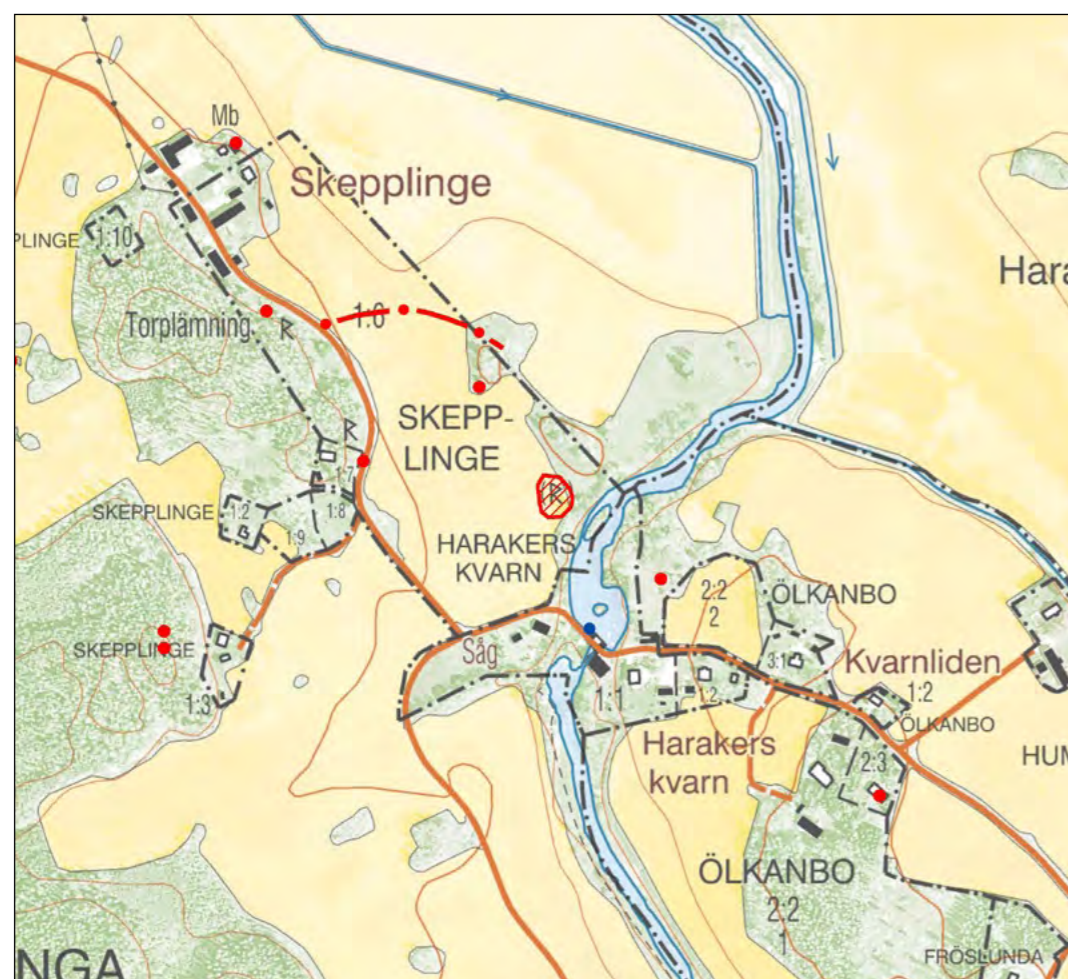 Mb
Skepplinge
PLINGE
1:10
Hara
Torplämning
R
1:6
SKEPP-
LINGE
R
R
SKEPPLINGE
1:2
1:8
1:9
HARAKERS
KVARN
2:2
2
ÖLKANBO
Såg
3:1
Kvarnliden
1:2
SKEPPLINGE
1:3
1:1
1:2
ÖLKANBO
Harakers
kvarn
2:3
HUM
ÖLKANBO
2:2
1
NGA
FRÖSLUNDA